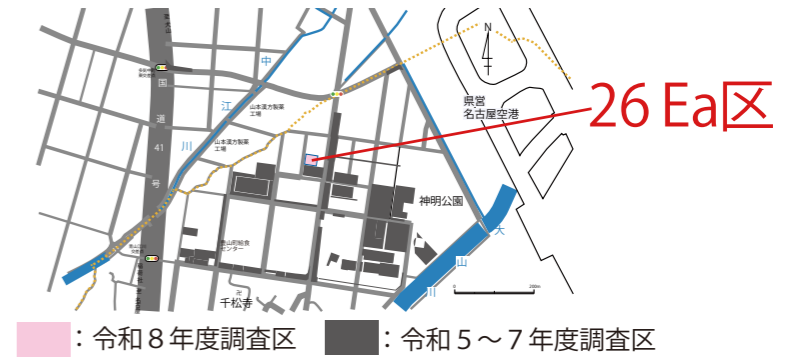 N
中
江
川
国
道
41
号
山本漢方製薬
工場
山本漢方製薬
工場
県営
名古屋空港
26 Ea区
神明公園
大
山
川
千松寺
0 200m
：令和８年度調査区
：令和５～７年度調査区